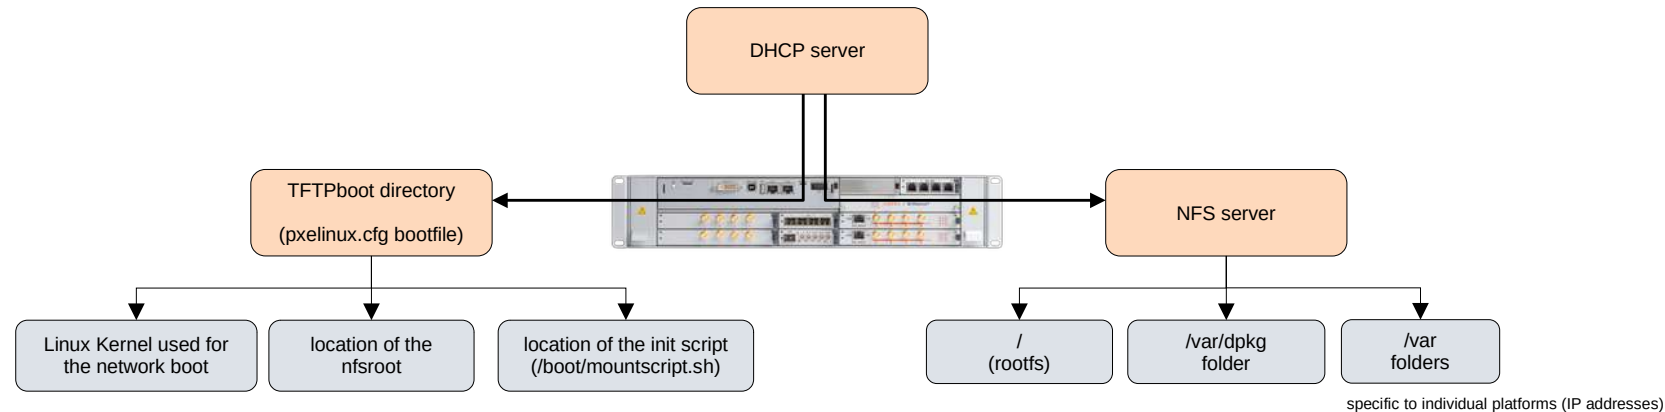 DHCP server
TFTPboot directory
(pxelinux.cfg bootfile)
NFS server
Linux Kernel used for
the network boot
location of the
nfsroot
location of the init script
(/boot/mountscript.sh)
/
(rootfs)
/var/dpkg
folder
/var
folders
specific to individual platforms (IP addresses)